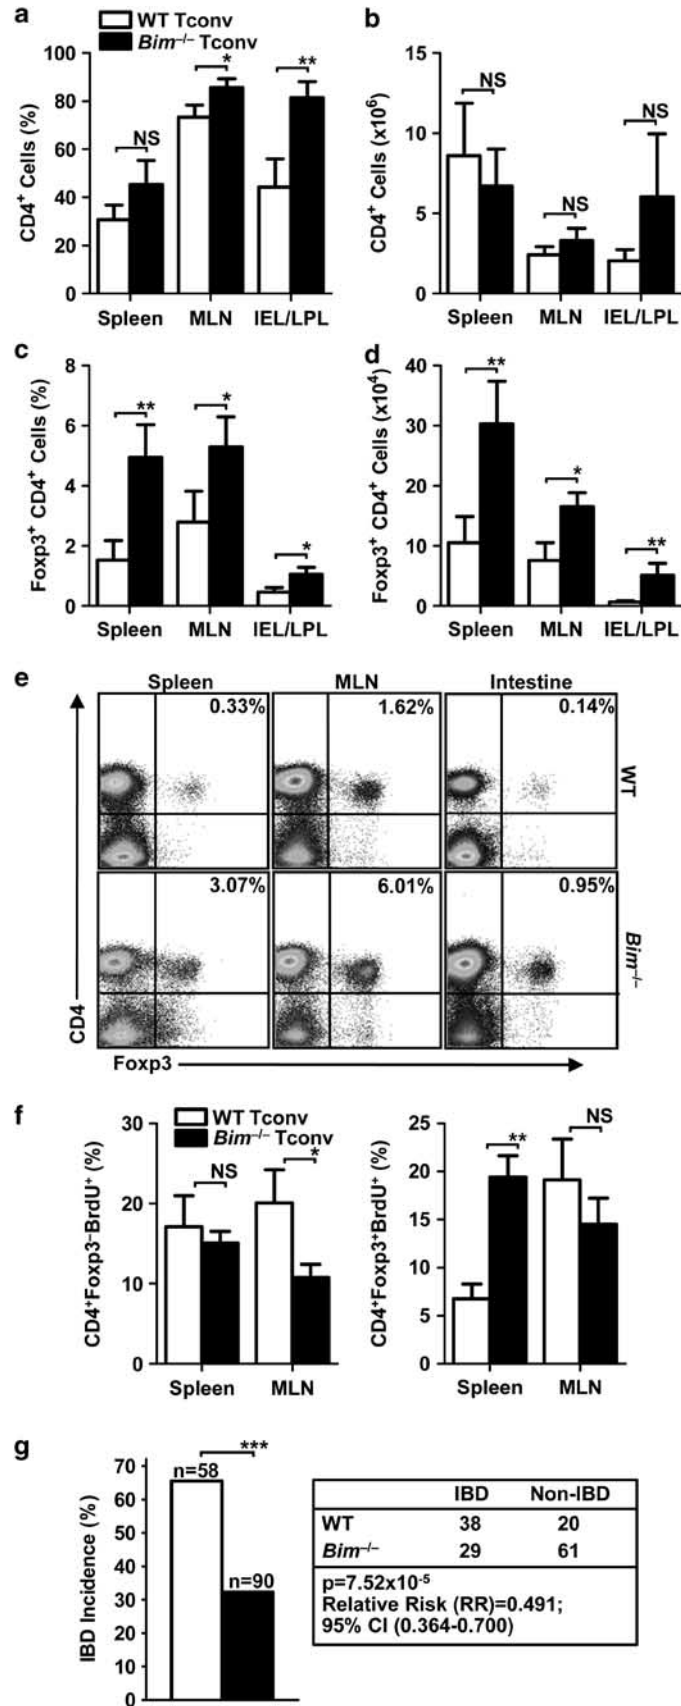 a
WT Tconv
Bim–/– Tconv
CD4+ Cells (%)
100
80
60
40
20
0
NS
*
**
Spleen MLN IEL/LPL
b
CD4+ Cells (x10^6)
15
10
5
0
NS
NS
NS
Spleen MLN IEL/LPL
c
Foxp3+ CD4+ Cells (%)
8
6
4
2
0
**
*
*
Spleen MLN IEL/LPL
d
Foxp3+ CD4+ Cells (x10^4)
40
30
20
10
0
**
*
**
Spleen MLN IEL/LPL
e
Spleen MLN Intestine
0.33% 1.62% 0.14%
WT
3.07% 6.01% 0.95%
Bim–/–
CD4
Foxp3
f
WT Tconv
Bim–/– Tconv
CD4+Foxp3–BrdU+ (%)
30
20
10
0
NS
*
Spleen MLN
CD4+Foxp3+BrdU+ (%)
25
20
15
10
5
0
**
NS
Spleen MLN
g
IBD Incidence (%)
70
60
50
40
30
20
10
0
n=58
***
n=90
IBD Non-IBD
WT 38 20
Bim–/– 29 61
p=7.52x10^-5
Relative Risk (RR)=0.491;
95% CI (0.364-0.700)